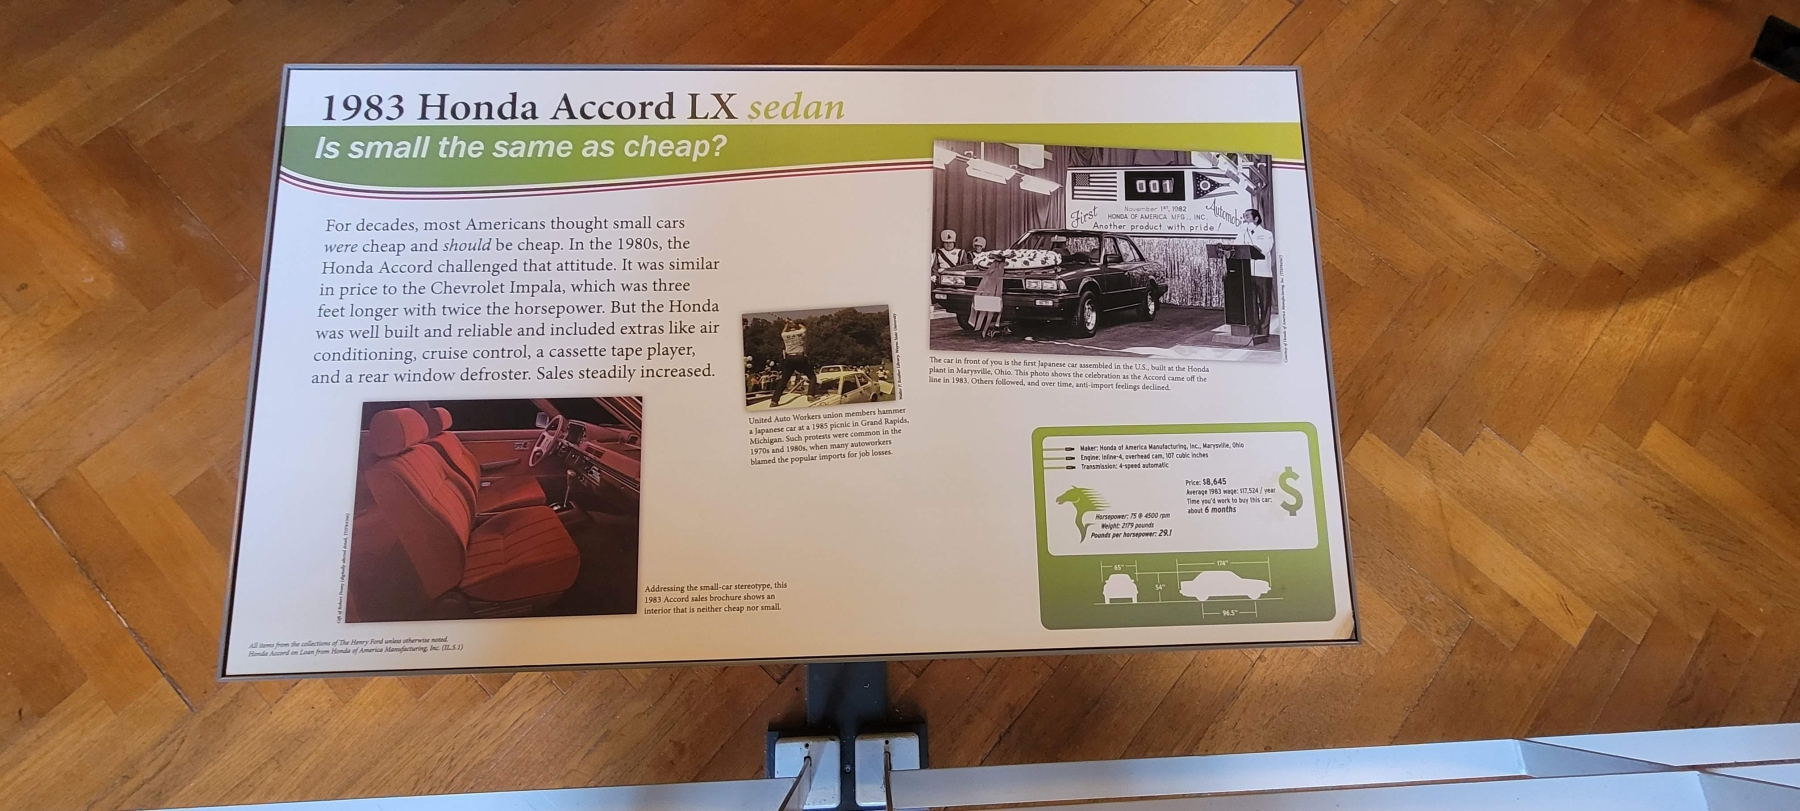 1983 Honda Accord LX sedan
Is small the same as cheap?
For decades, most Americans thought small cars
were cheap and should be cheap. In the 1980s, the
Honda Accord challenged that attitude. It was similar
in price to the Chevrolet Impala, which was three
feet longer with twice the horsepower. But the Honda
was well built and reliable and included extras like air
conditioning, cruise control, a cassette tape player,
and a rear window defroster. Sales steadily increased.
001
First
November 1st, 1982
HONDA OF AMERICA MFG., INC.
Another product with pride!
The car in front of you is the first Japanese car assembled in the U.S., built at the Honda
plant in Marysville, Ohio. This photo shows the celebration as the Accord came off the
line in 1983. Others followed, and over time, anti-import feelings declined.
United Auto Workers union members hammer
a Japanese car at a 1985 picnic in Grand Rapids,
Michigan. Such protests were common in the
1970s and 1980s, when many autoworkers
blamed the popular imports for job losses.
Addressing the small-car stereotype, this
1983 Accord sales brochure shows an
interior that is neither cheap nor small.
Maker: Honda of America Manufacturing, Inc., Marysville, Ohio
Engine: inline-4, overhead cam, 107 cubic inches
Transmission: 4-speed automatic
Price: $8,645
Average 1983 wage: $17,524 / year
Time you'd work to buy this car:
about 6 months
$
Horsepower: 75 @ 4500 rpm
Weight: 2179 pounds
Pounds per horsepower: 29.1
65"
54"
174"
96.5"
All items from the collections of The Henry Ford unless otherwise noted.
Honda Accord on Loan from Honda of America Manufacturing, Inc. (IL.5.1)